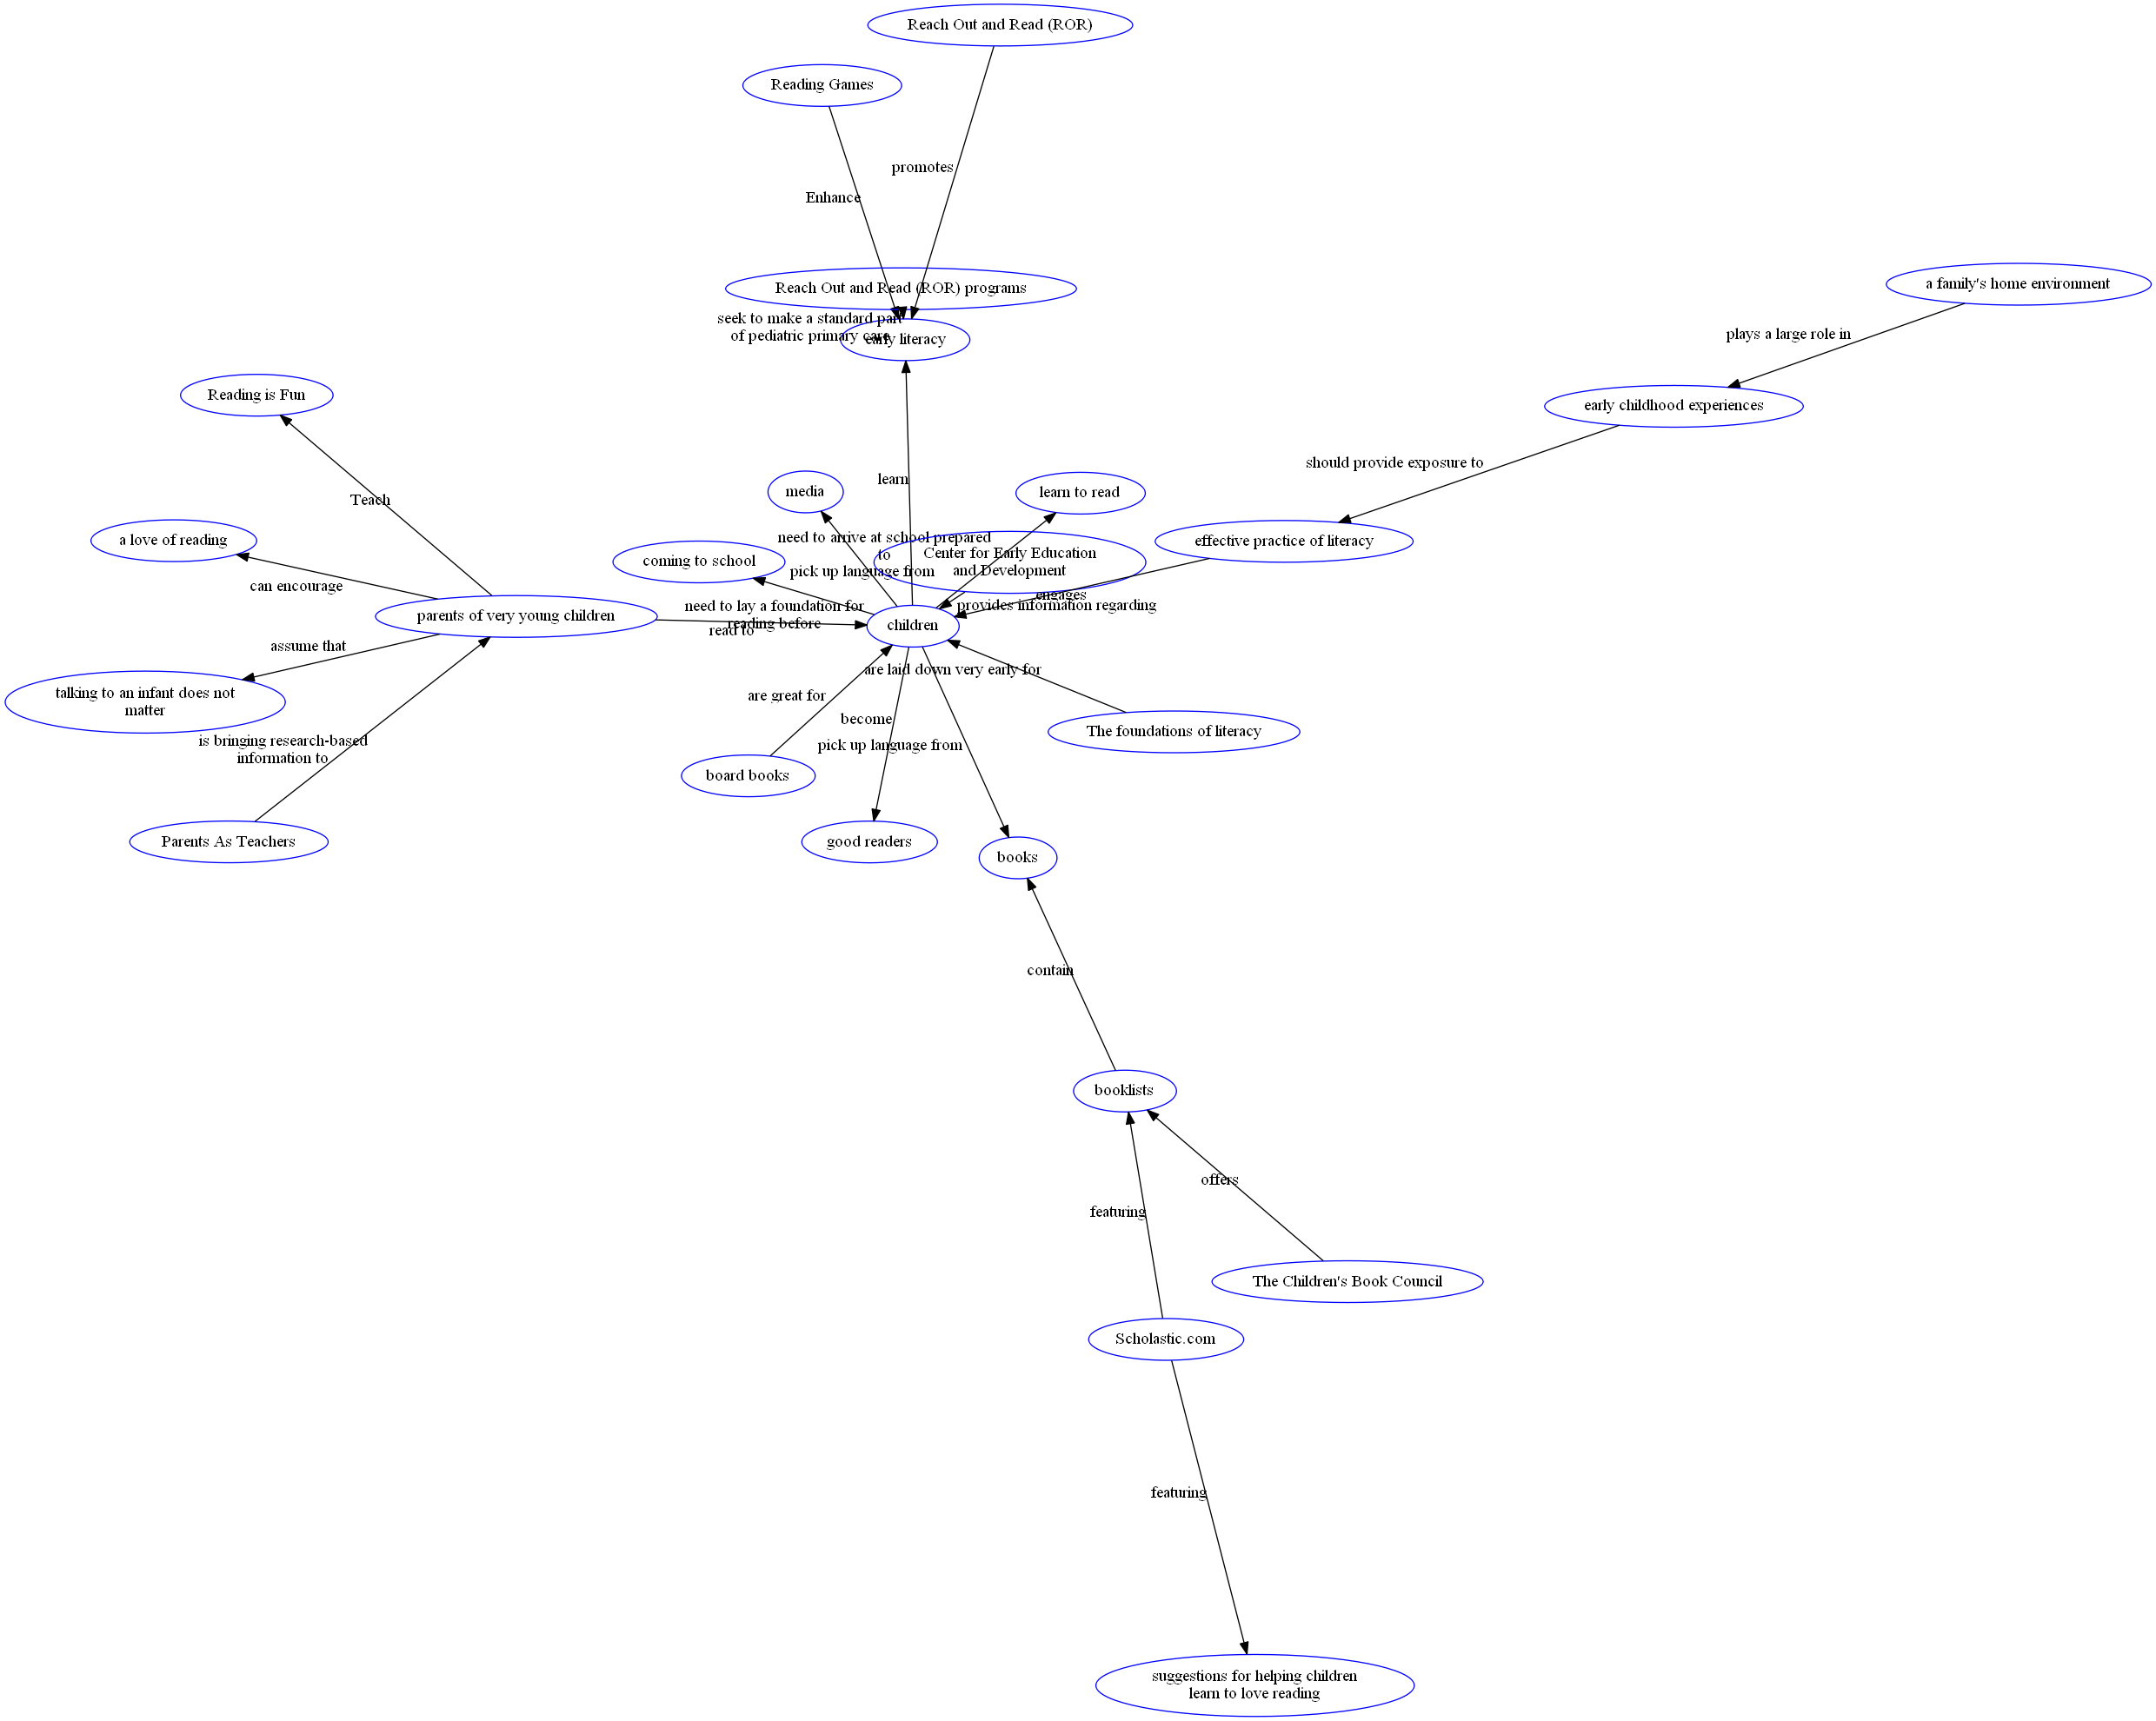 Reach Out and Read (ROR)
Reading Games
promotes
Enhance
Reach Out and Read (ROR) programs
a family's home environment
seek to make a standard part
of pediatric primary care
early literacy
plays a large role in
Reading is Fun
early childhood experiences
should provide exposure to
learn
media
learn to read
Teach
a love of reading
need to arrive at school prepared
to
effective practice of literacy
coming to school
Center for Early Education
and Development
pick up language from
can encourage
engages
need to lay a foundation for
reading before
provides information regarding
parents of very young children
children
read to
assume that
are laid down very early for
talking to an infant does not
matter
are great for
become
The foundations of literacy
is bringing research-based
information to
pick up language from
board books
Parents As Teachers
good readers
books
contain
booklists
offers
featuring
The Children's Book Council
Scholastic.com
featuring
suggestions for helping children
learn to love reading